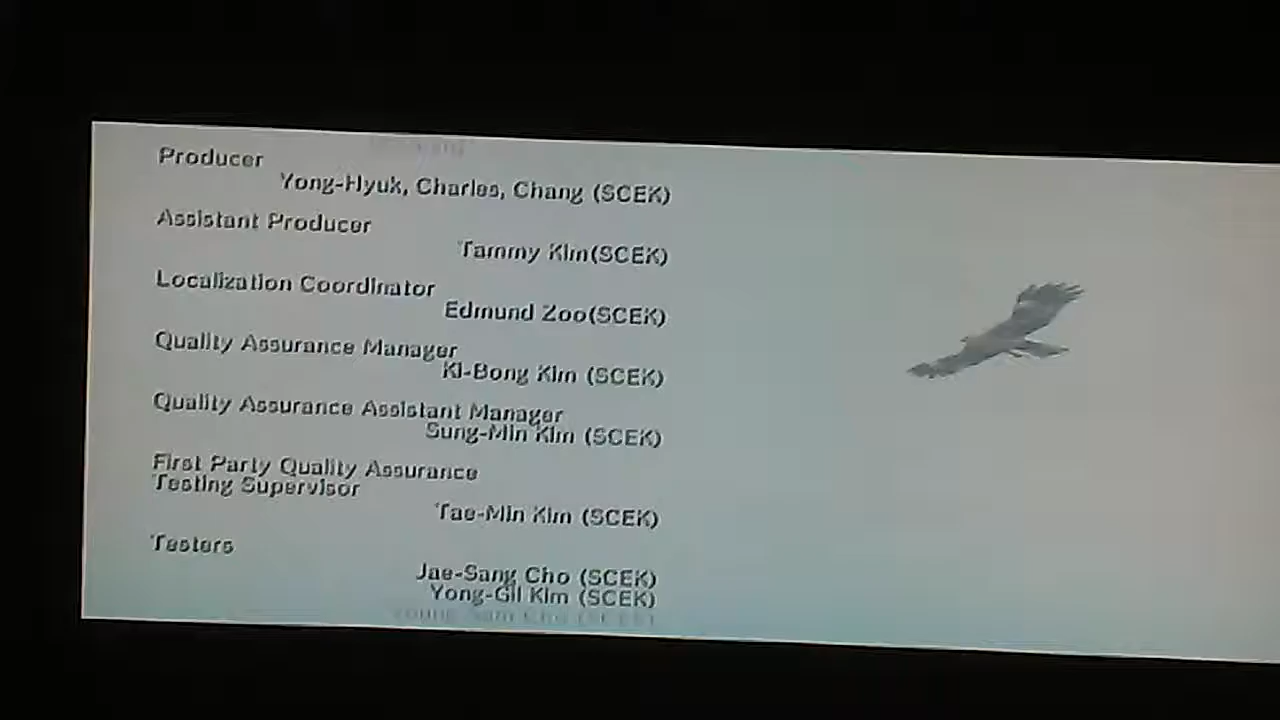 Producer
Yong-Hyuk, Charles, Chang (SCEK)
Assistant Producer
Tammy Kim(SCEK)
Localization Coordinator
Edmund Zoo(SCEK)
Quality Assurance Manager
Ki-Bong Kim (SCEK)
Quality Assurance Assistant Manager
Sung-Min Kim (SCEK)
First Party Quality Assurance
Testing Supervisor
Tae-Min Kim (SCEK)
Testers
Jae-Sang Cho (SCEK)
Yong-Gil Kim (SCEK)